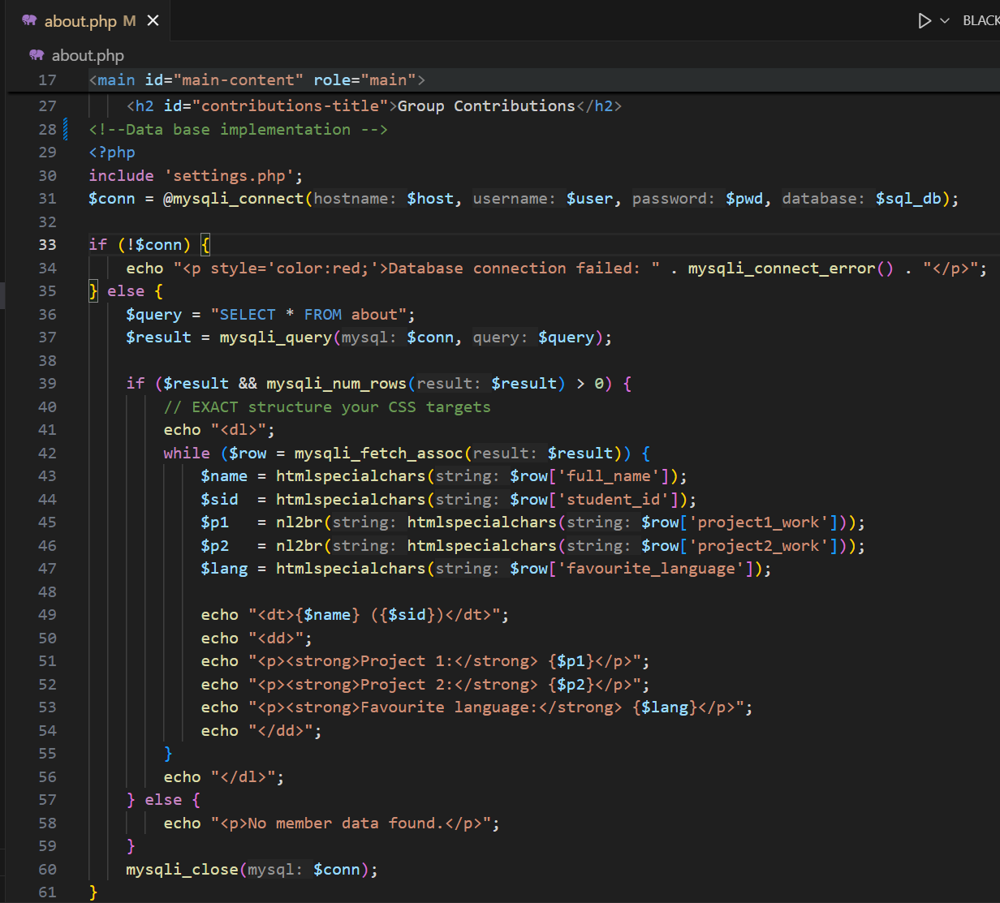 about.php M ×
BLACK
about.php
17 <main id="main-content" role="main">
27 <h2 id="contributions-title">Group Contributions</h2>
28 <!--Data base implementation -->
29 <?php
30 include 'settings.php';
31 $conn = @mysqli_connect(hostname: $host, username: $user, password: $pwd, database: $sql_db);
32
33 if (!$conn) {
34 echo "<p style='color:red;'>Database connection failed: " . mysqli_connect_error() . "</p>";
35 } else {
36 $query = "SELECT * FROM about";
37 $result = mysqli_query(mysql: $conn, query: $query);
38
39 if ($result && mysqli_num_rows(result: $result) > 0) {
40 // EXACT structure your CSS targets
41 echo "<dl>";
42 while ($row = mysqli_fetch_assoc(result: $result)) {
43 $name = htmlspecialchars(string: $row['full_name']);
44 $sid = htmlspecialchars(string: $row['student_id']);
45 $p1 = nl2br(string: htmlspecialchars(string: $row['project1_work']));
46 $p2 = nl2br(string: htmlspecialchars(string: $row['project2_work']));
47 $lang = htmlspecialchars(string: $row['favourite_language']);
48
49 echo "<dt>{$name} ({$sid})</dt>";
50 echo "<dd>";
51 echo "<p><strong>Project 1:</strong> {$p1}</p>";
52 echo "<p><strong>Project 2:</strong> {$p2}</p>";
53 echo "<p><strong>Favourite language:</strong> {$lang}</p>";
54 echo "</dd>";
55 }
56 echo "</dl>";
57 } else {
58 echo "<p>No member data found.</p>";
59 }
60 mysqli_close(mysql: $conn);
61 }